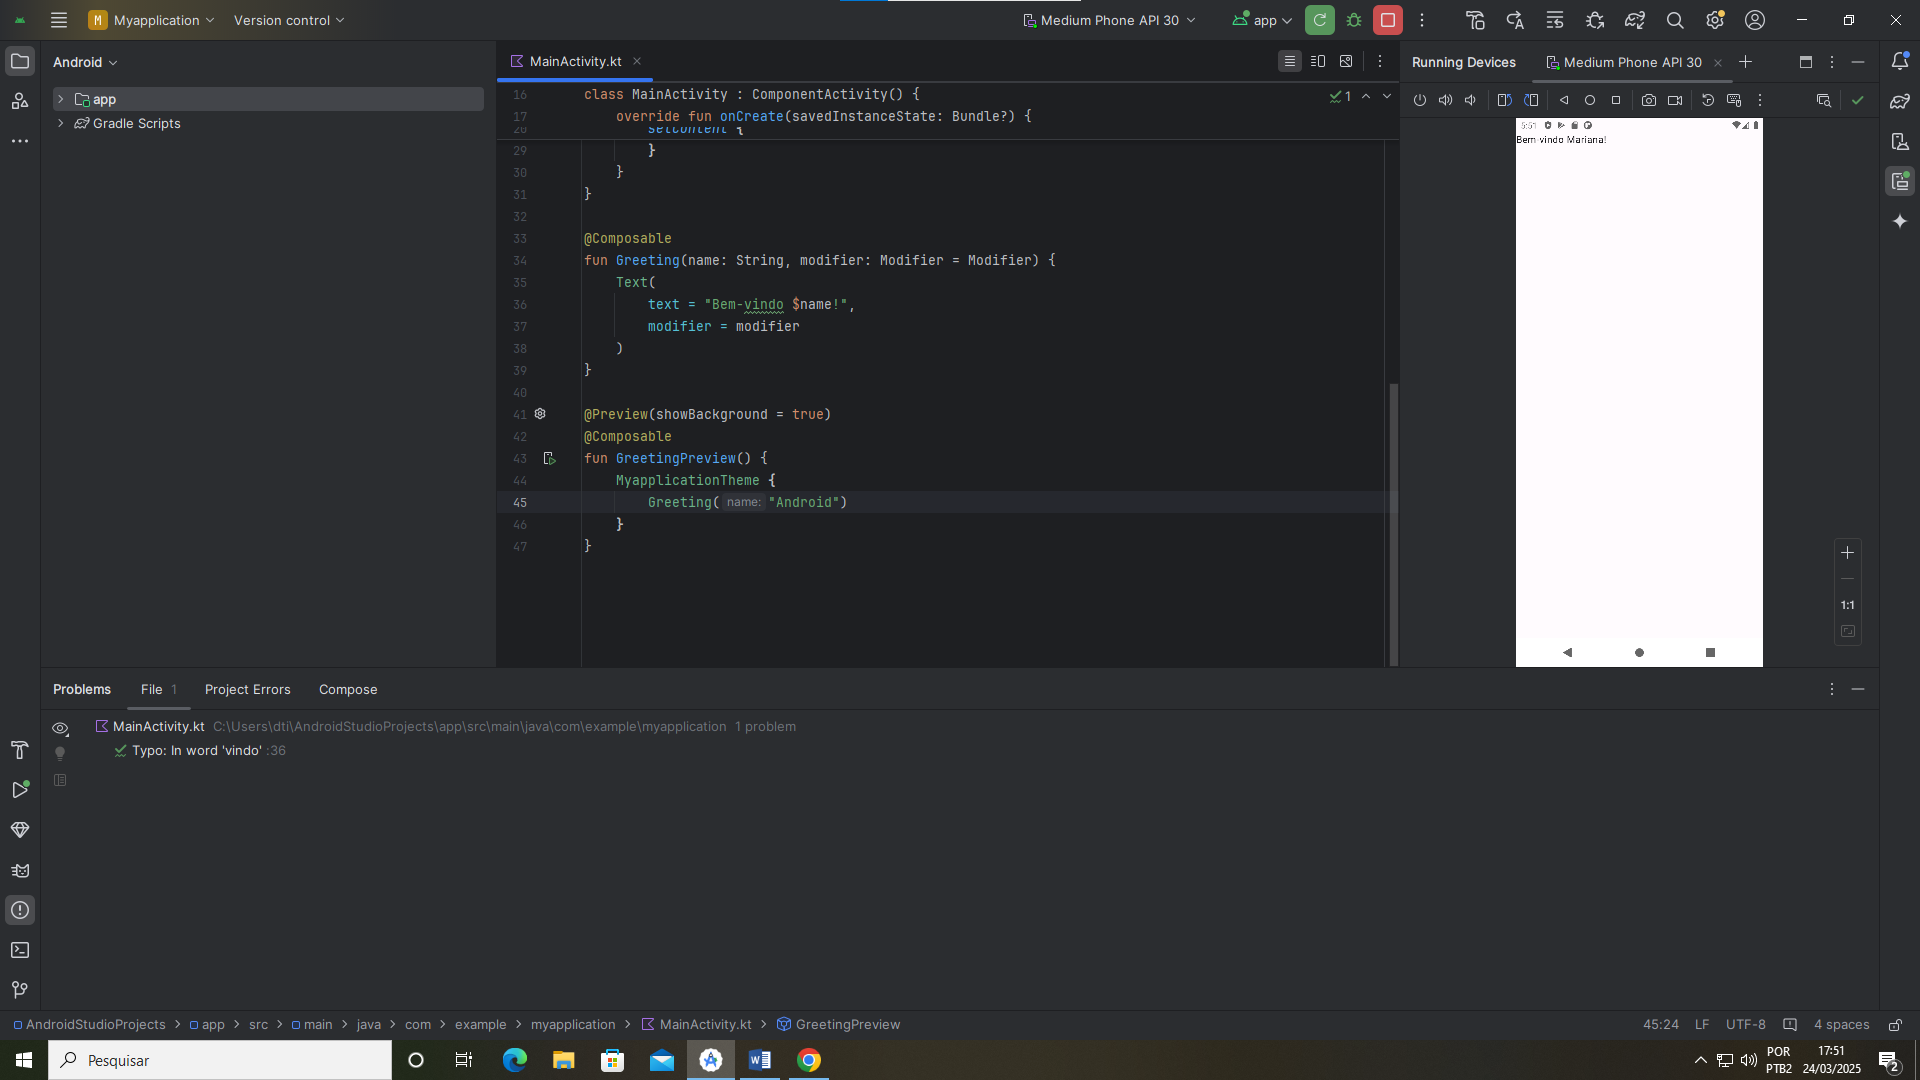 M Myapplication Version control Medium Phone API 30 app
Android
MainActivity.kt
Running Devices Medium Phone API 30
app
Gradle Scripts
16 class MainActivity : ComponentActivity() {
17 override fun onCreate(savedInstanceState: Bundle?) {
28 setContent {
29 }
30 }
31 }
32
33 @Composable
34 fun Greeting(name: String, modifier: Modifier = Modifier) {
35 Text(
36 text = "Bem-vindo $name!",
37 modifier = modifier
38 )
39 }
40
41 @Preview(showBackground = true)
42 @Composable
43 fun GreetingPreview() {
44 MyapplicationTheme {
45 Greeting( name: "Android")
46 }
47 }
1
5:51
Bem-vindo Mariana!
1:1
Problems File 1 Project Errors Compose
MainActivity.kt C:\Users\dti\AndroidStudioProjects\app\src\main\java\com\example\myapplication 1 problem
Typo: In word 'vindo' :36
AndroidStudioProjects > app > src > main > java > com > example > myapplication > MainActivity.kt > GreetingPreview
45:24 LF UTF-8 4 spaces
Pesquisar
POR
PTB2
17:51
24/03/2025
2